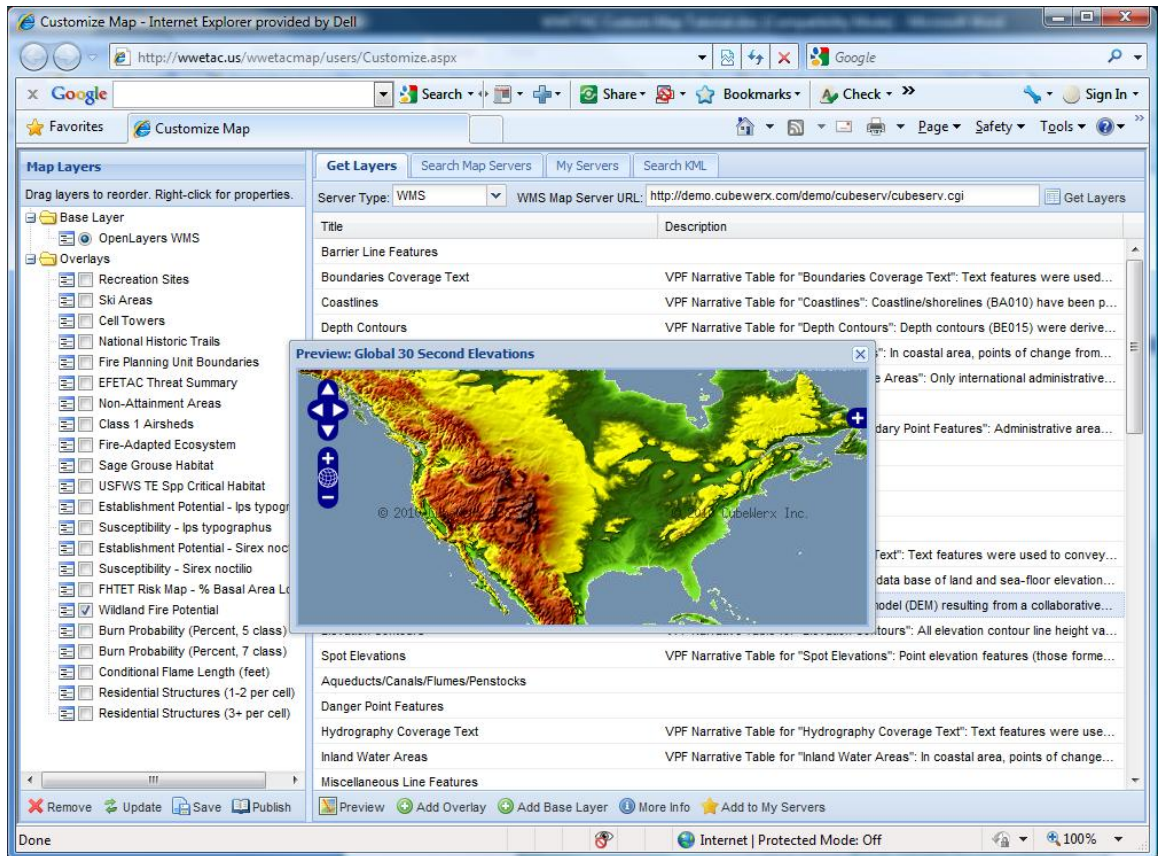 Customize Map - Internet Explorer provided by Dell
http://wwetac.us/wwetacmap/users/Customize.aspx
Google
x Google
Search
Share
Bookmarks
Check
Sign In
Favorites
Customize Map
Page
Safety
Tools
Map Layers
Drag layers to reorder. Right-click for properties.
Base Layer
OpenLayers WMS
Overlays
Recreation Sites
Ski Areas
Cell Towers
National Historic Trails
Fire Planning Unit Boundaries
EFETAC Threat Summary
Non-Attainment Areas
Class 1 Airsheds
Fire-Adapted Ecosystem
Sage Grouse Habitat
USFWS TE Spp Critical Habitat
Establishment Potential - Ips typogr
Susceptibility - Ips typographus
Establishment Potential - Sirex noc
Susceptibility - Sirex noctilio
FHTET Risk Map - % Basal Area Lo
Wildland Fire Potential
Burn Probability (Percent, 5 class)
Burn Probability (Percent, 7 class)
Conditional Flame Length (feet)
Residential Structures (1-2 per cell)
Residential Structures (3+ per cell)
Remove Update Save Publish
Get Layers Search Map Servers My Servers Search KML
Server Type: WMS WMS Map Server URL: http://demo.cubewerx.com/demo/cubeserv/cubeserv.cgi Get Layers
Title Description
Barrier Line Features
Boundaries Coverage Text VPF Narrative Table for "Boundaries Coverage Text": Text features were used...
Coastlines VPF Narrative Table for "Coastlines": Coastline/shorelines (BA010) have been p...
Depth Contours VPF Narrative Table for "Depth Contours": Depth contours (BE015) were derive...
": In coastal area, points of change from...
Areas": Only international administrative...
dary Point Features": Administrative area...
Preview: Global 30 Second Elevations
© 201
CubeWerx Inc.
Text": Text features were used to convey...
data base of land and sea-floor elevation...
model (DEM) resulting from a collaborative...
Elevation Contours VPF Narrative Table for "Elevation Contours": All elevation contour line height va...
Spot Elevations VPF Narrative Table for "Spot Elevations": Point elevation features (those forme...
Aqueducts/Canals/Flumes/Penstocks
Danger Point Features
Hydrography Coverage Text VPF Narrative Table for "Hydrography Coverage Text": Text features were use...
Inland Water Areas VPF Narrative Table for "Inland Water Areas": In coastal area, points of change...
Miscellaneous Line Features
Preview Add Overlay Add Base Layer More Info Add to My Servers
Done
Internet | Protected Mode: Off
100%